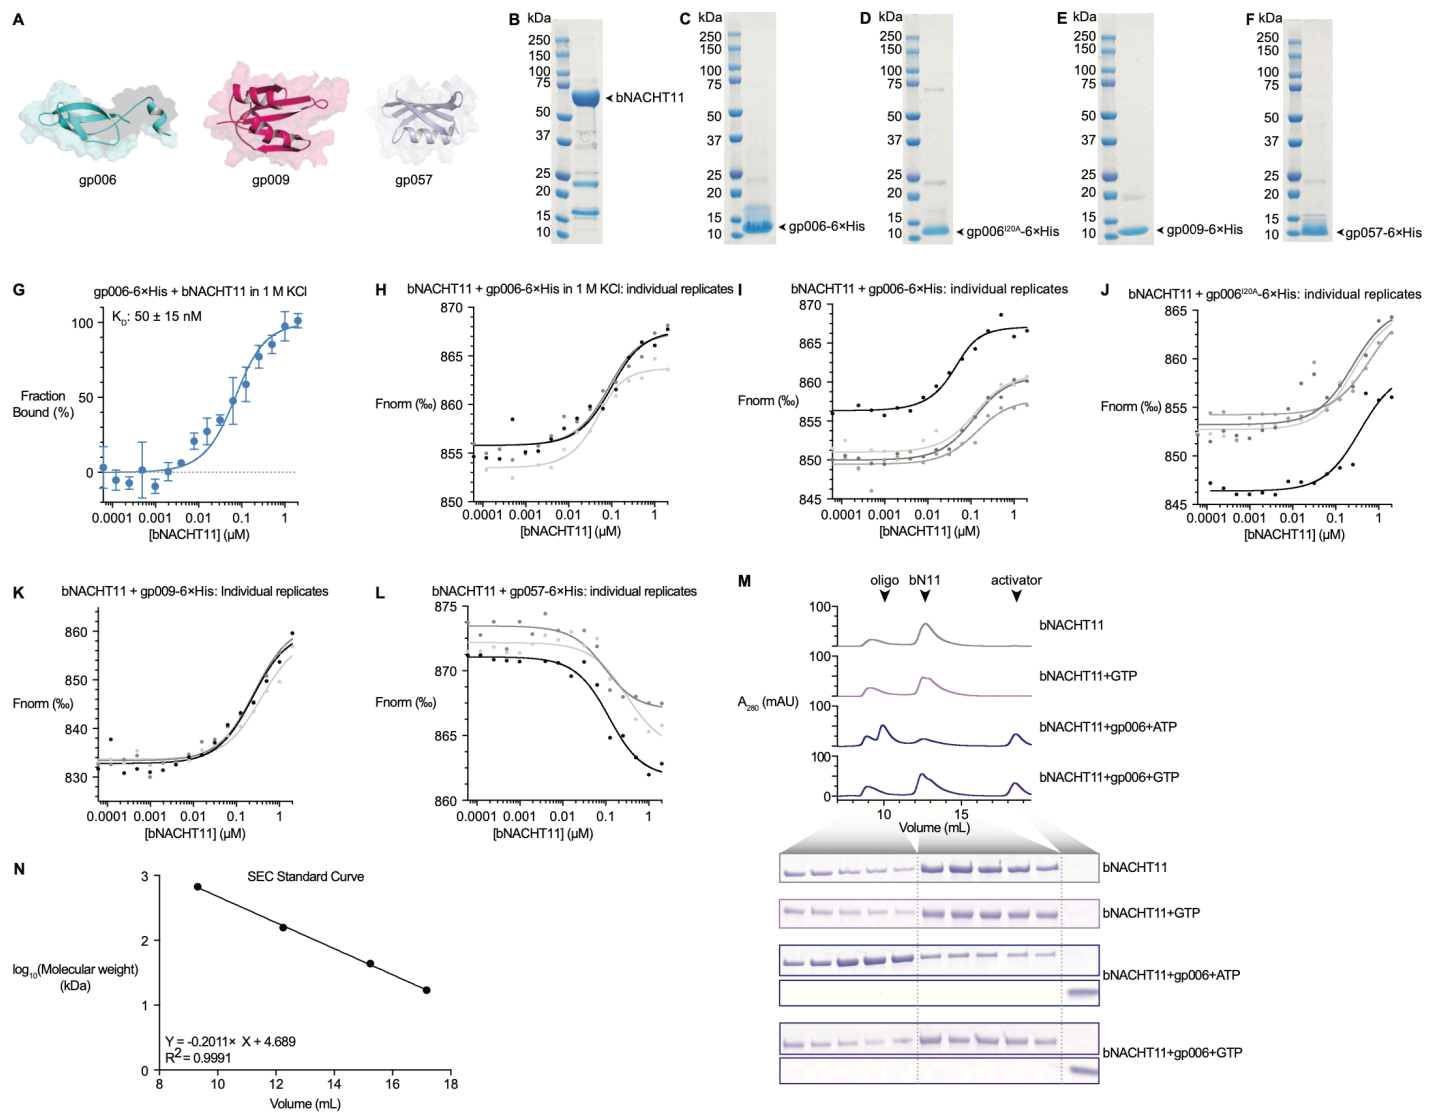 A
gp006
gp009
gp057
B
kDa
250
150
100
75
50
37
25
20
15
10
bNACHT11
C
kDa
250
150
100
75
50
37
25
20
15
10
gp006-6×His
D
kDa
250
150
100
75
50
37
25
20
15
10
gp006I20A-6×His
E
kDa
250
150
100
75
50
37
25
20
15
10
gp009-6×His
F
kDa
250
150
100
75
50
37
25
20
15
10
gp057-6×His
G
gp006-6×His + bNACHT11 in 1 M KCl
KD: 50 ± 15 nM
Fraction
Bound (%)
100
50
0
0.0001 0.001 0.01 0.1 1
[bNACHT11] (µM)
H
bNACHT11 + gp006-6×His in 1 M KCl: individual replicates
Fnorm (‰)
870
865
860
855
850
0.0001 0.001 0.01 0.1 1
[bNACHT11] (µM)
I
bNACHT11 + gp006-6×His: individual replicates
Fnorm (‰)
870
865
860
855
850
845
0.0001 0.001 0.01 0.1 1
[bNACHT11] (µM)
J
bNACHT11 + gp006I20A-6×His: individual replicates
Fnorm (‰)
865
860
855
850
845
0.0001 0.001 0.01 0.1 1
[bNACHT11] (µM)
K
bNACHT11 + gp009-6×His: Individual replicates
Fnorm (‰)
860
850
840
830
0.0001 0.001 0.01 0.1 1
[bNACHT11] (µM)
L
bNACHT11 + gp057-6×His: individual replicates
Fnorm (‰)
875
870
865
860
0.0001 0.001 0.01 0.1 1
[bNACHT11] (µM)
M
oligo bN11 activator
A280 (mAU)
100
bNACHT11
100
bNACHT11+GTP
100
bNACHT11+gp006+ATP
100
bNACHT11+gp006+GTP
0
10 15
Volume (mL)
bNACHT11
bNACHT11+GTP
bNACHT11+gp006+ATP
bNACHT11+gp006+GTP
N
SEC Standard Curve
log10(Molecular weight)
(kDa)
3
2
1
0
Y = -0.2011× X + 4.689
R2 = 0.9991
8 10 12 14 16 18
Volume (mL)